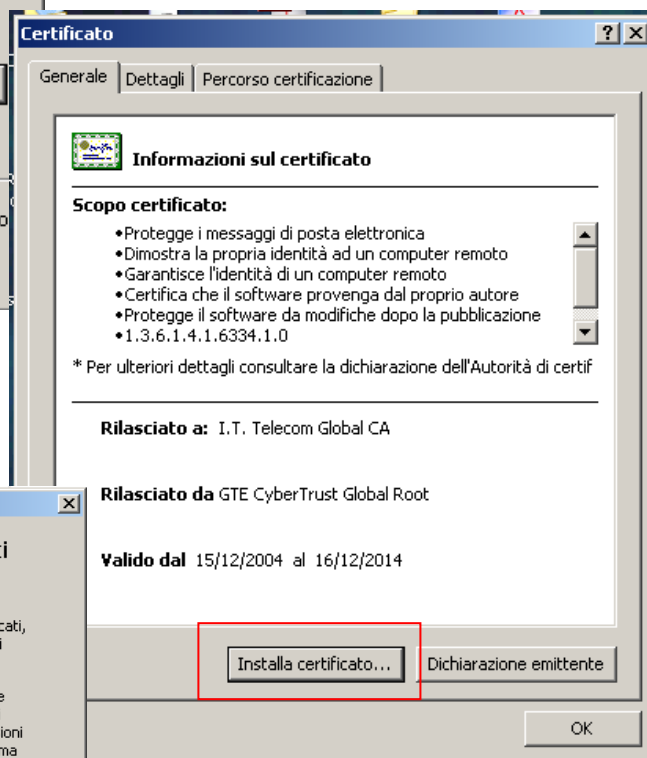 Certificato
Generale Dettagli Percorso certificazione
Informazioni sul certificato
Scopo certificato:
•Protegge i messaggi di posta elettronica
•Dimostra la propria identità ad un computer remoto
•Garantisce l'identità di un computer remoto
•Certifica che il software provenga dal proprio autore
•Protegge il software da modifiche dopo la pubblicazione
•1.3.6.1.4.1.6334.1.0
* Per ulteriori dettagli consultare la dichiarazione dell'Autorità di certif
Rilasciato a: I.T. Telecom Global CA
Rilasciato da GTE CyberTrust Global Root
Valido dal 15/12/2004 al 16/12/2014
Installa certificato... Dichiarazione emittente
OK